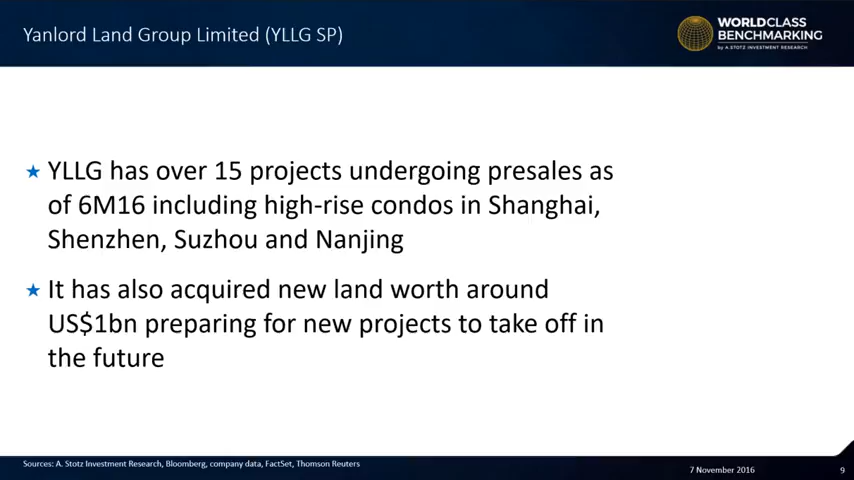 Yanlord Land Group Limited (YLLG SP)
WORLDCLASS
BENCHMARKING
by A.STOTZ INVESTMENT RESEARCH
YLLG has over 15 projects undergoing presales as
of 6M16 including high-rise condos in Shanghai,
Shenzhen, Suzhou and Nanjing
It has also acquired new land worth around
US$1bn preparing for new projects to take off in
the future
Sources: A. Stotz Investment Research, Bloomberg, company data, FactSet, Thomson Reuters
7 November 2016
9